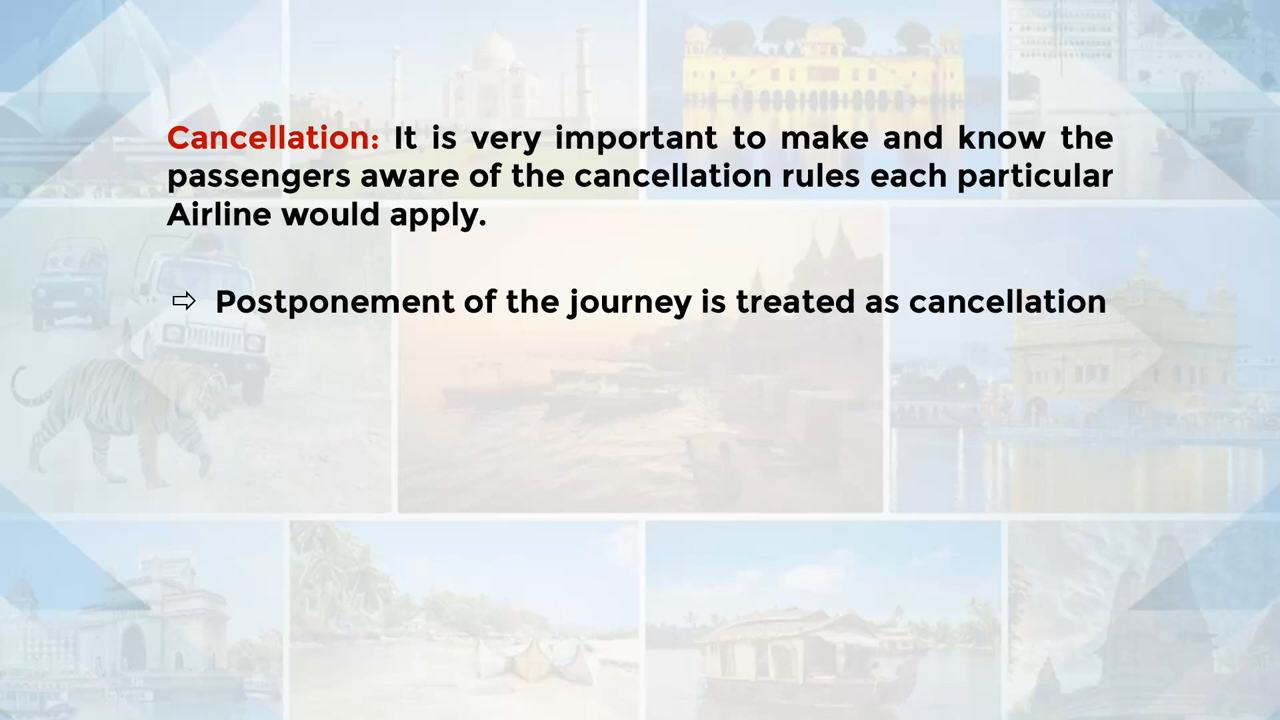 Cancellation: It is very important to make and know the
passengers aware of the cancellation rules each particular
Airline would apply.
⇨ Postponement of the journey is treated as cancellation